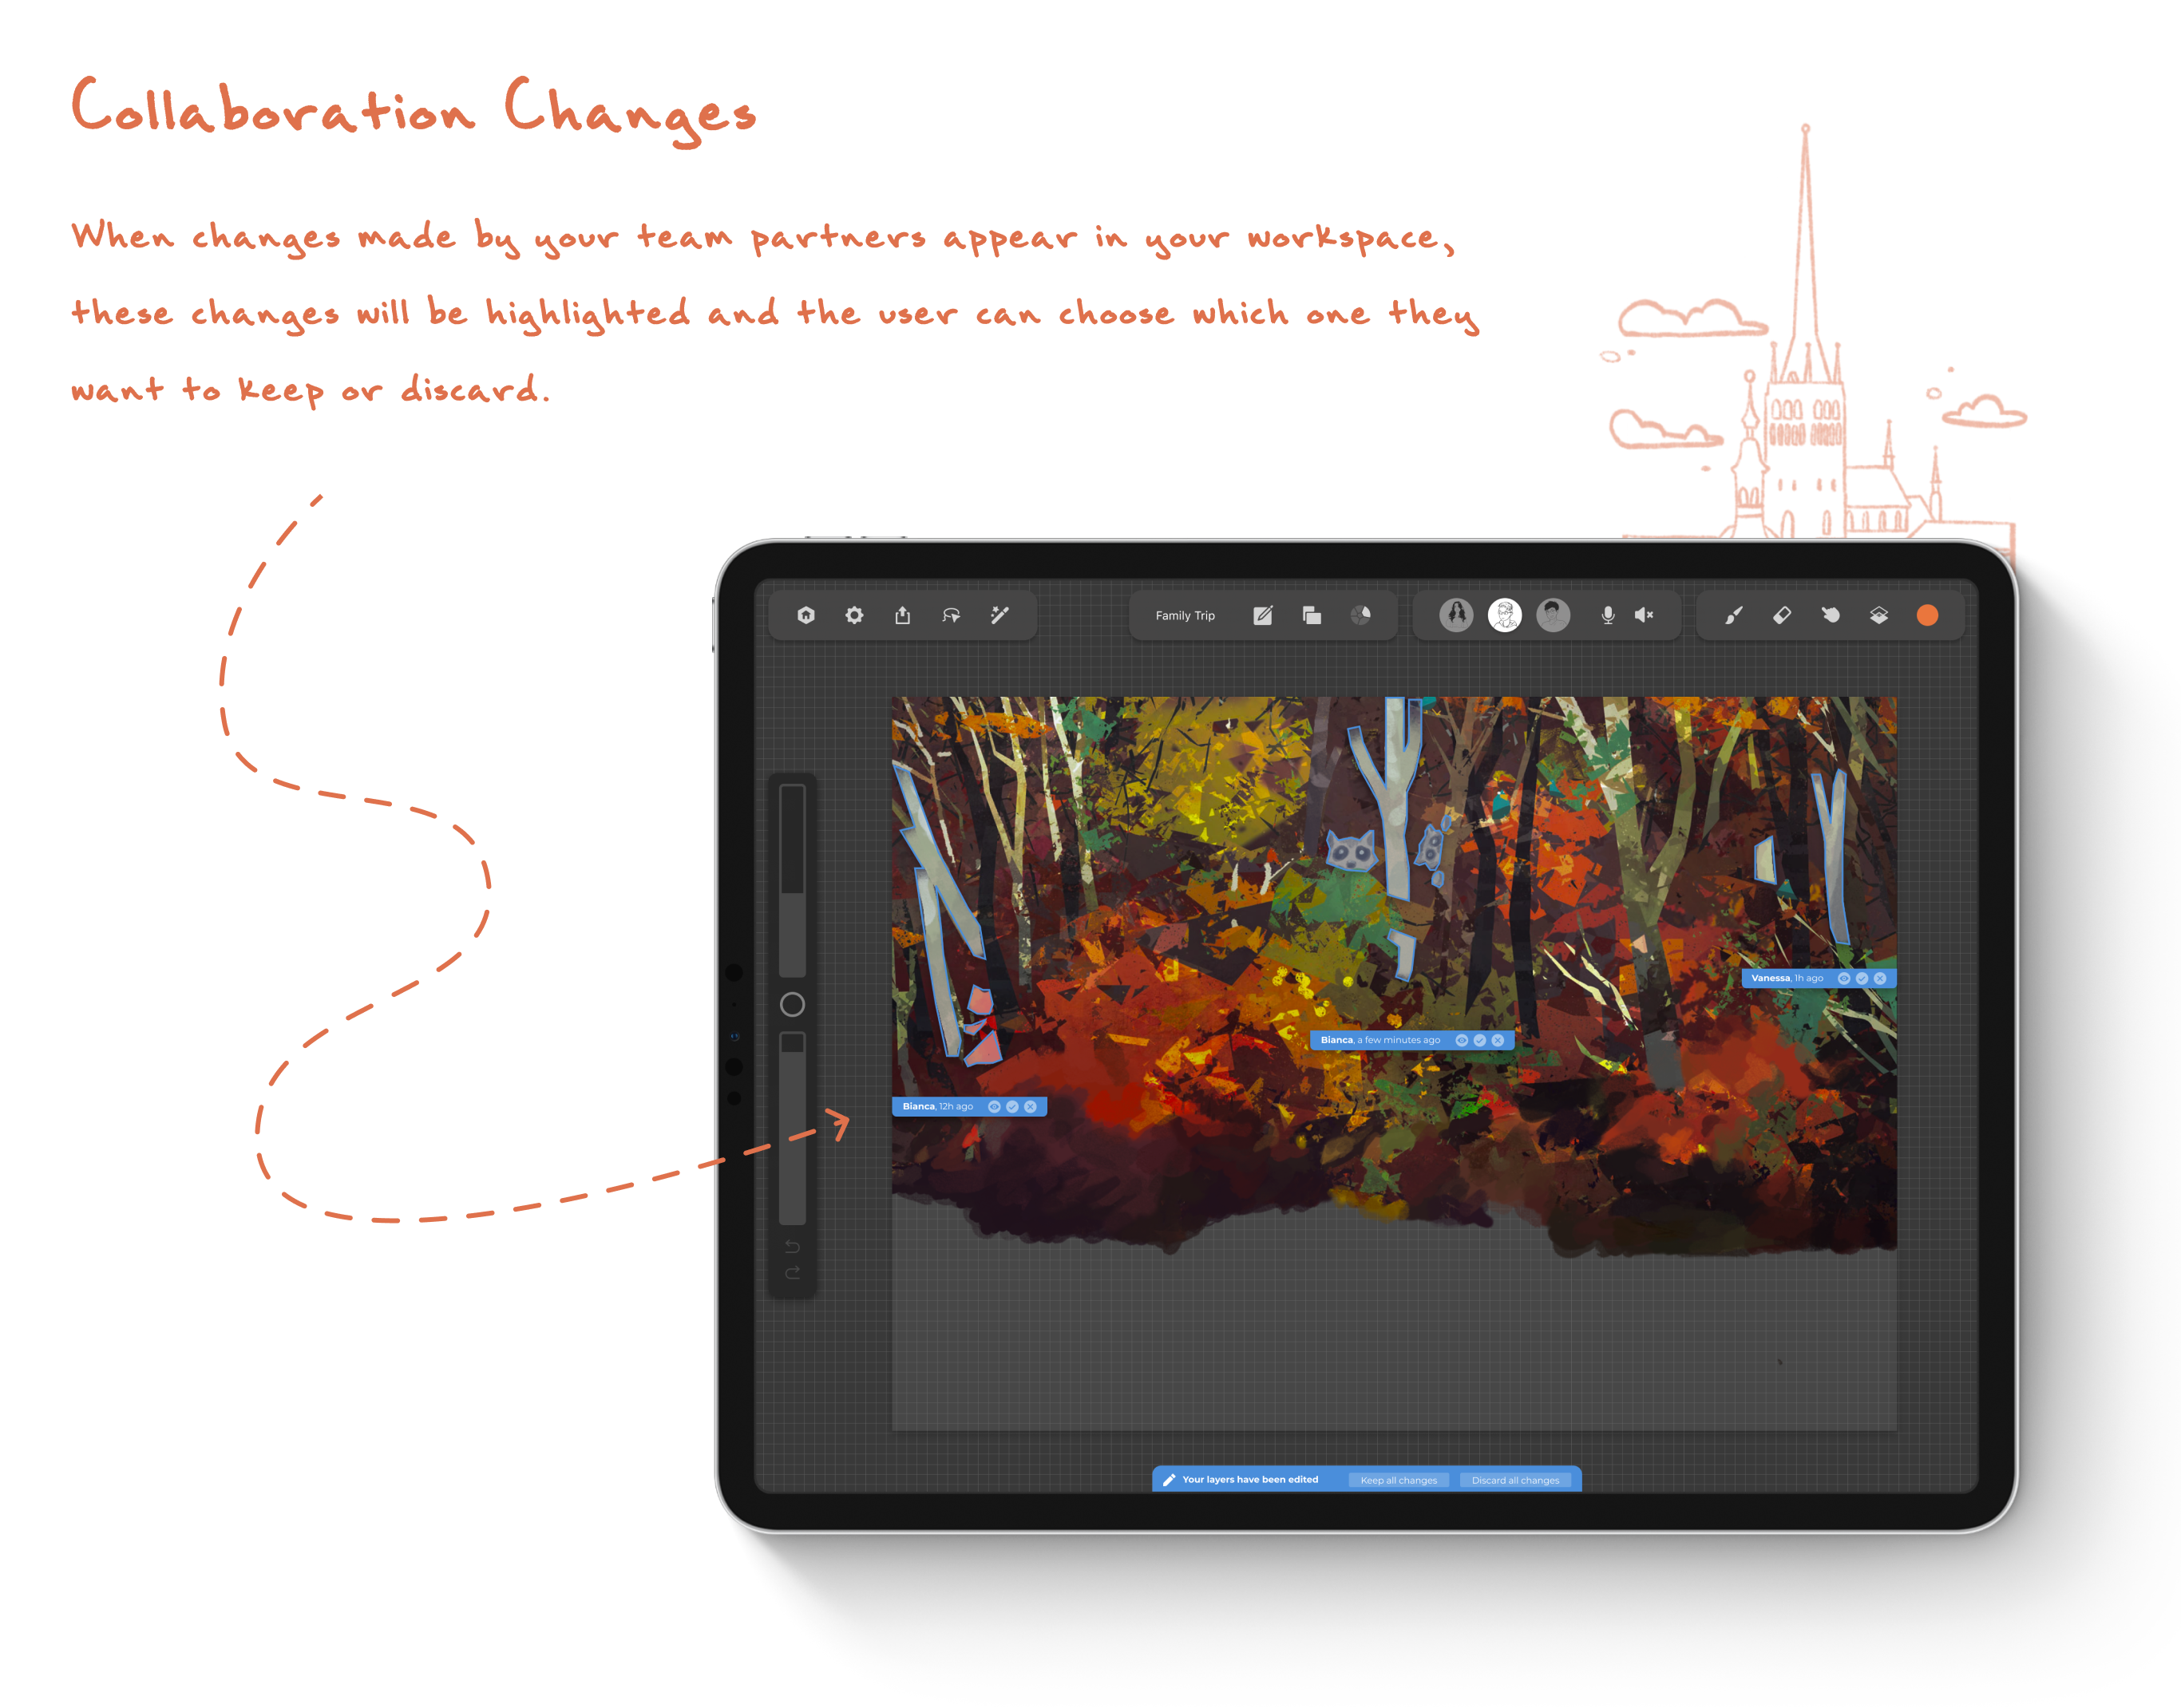 Collaboration Changes
When changes made by your team partners appear in your workspace,
these changes will be highlighted and the user can choose which one they
want to keep or discard.
Family Trip
Vanessa, 1h ago
Bianca, a few minutes ago
Bianca, 12h ago
Your layers have been edited Keep all changes Discard all changes